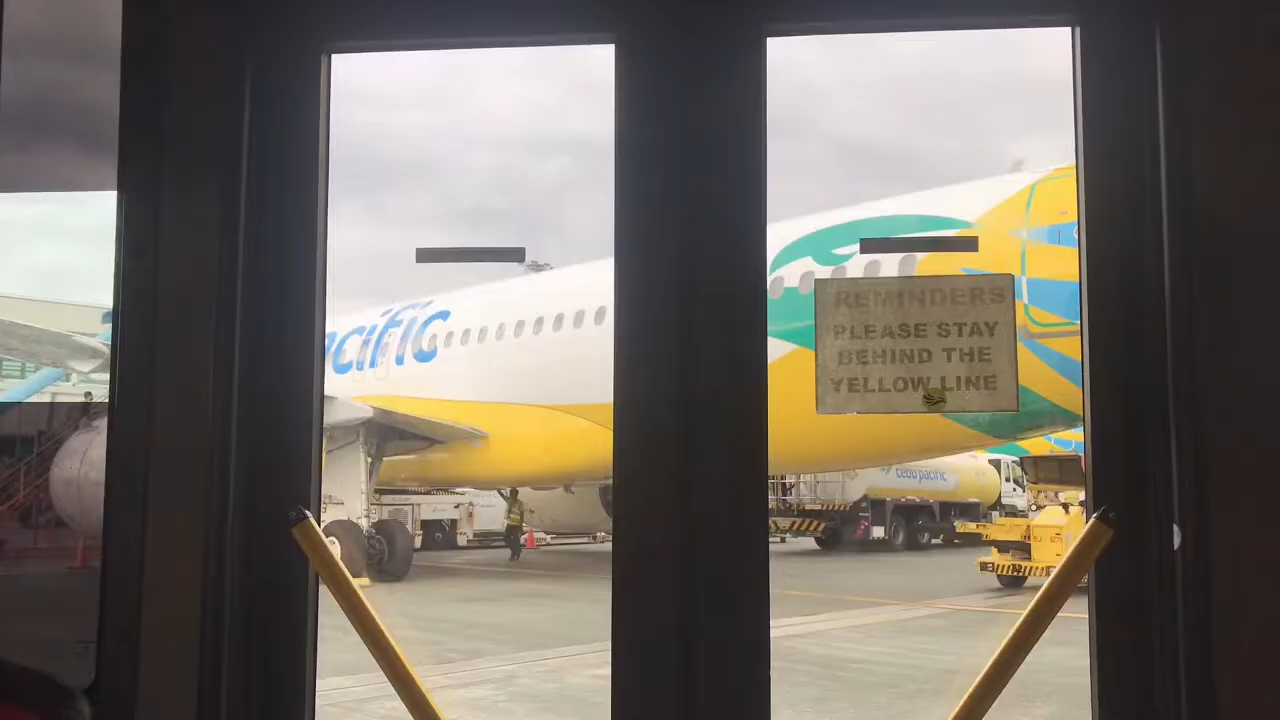 acific
REMINDERS
PLEASE STAY
BEHIND THE
YELLOW LINE
cebu pacific